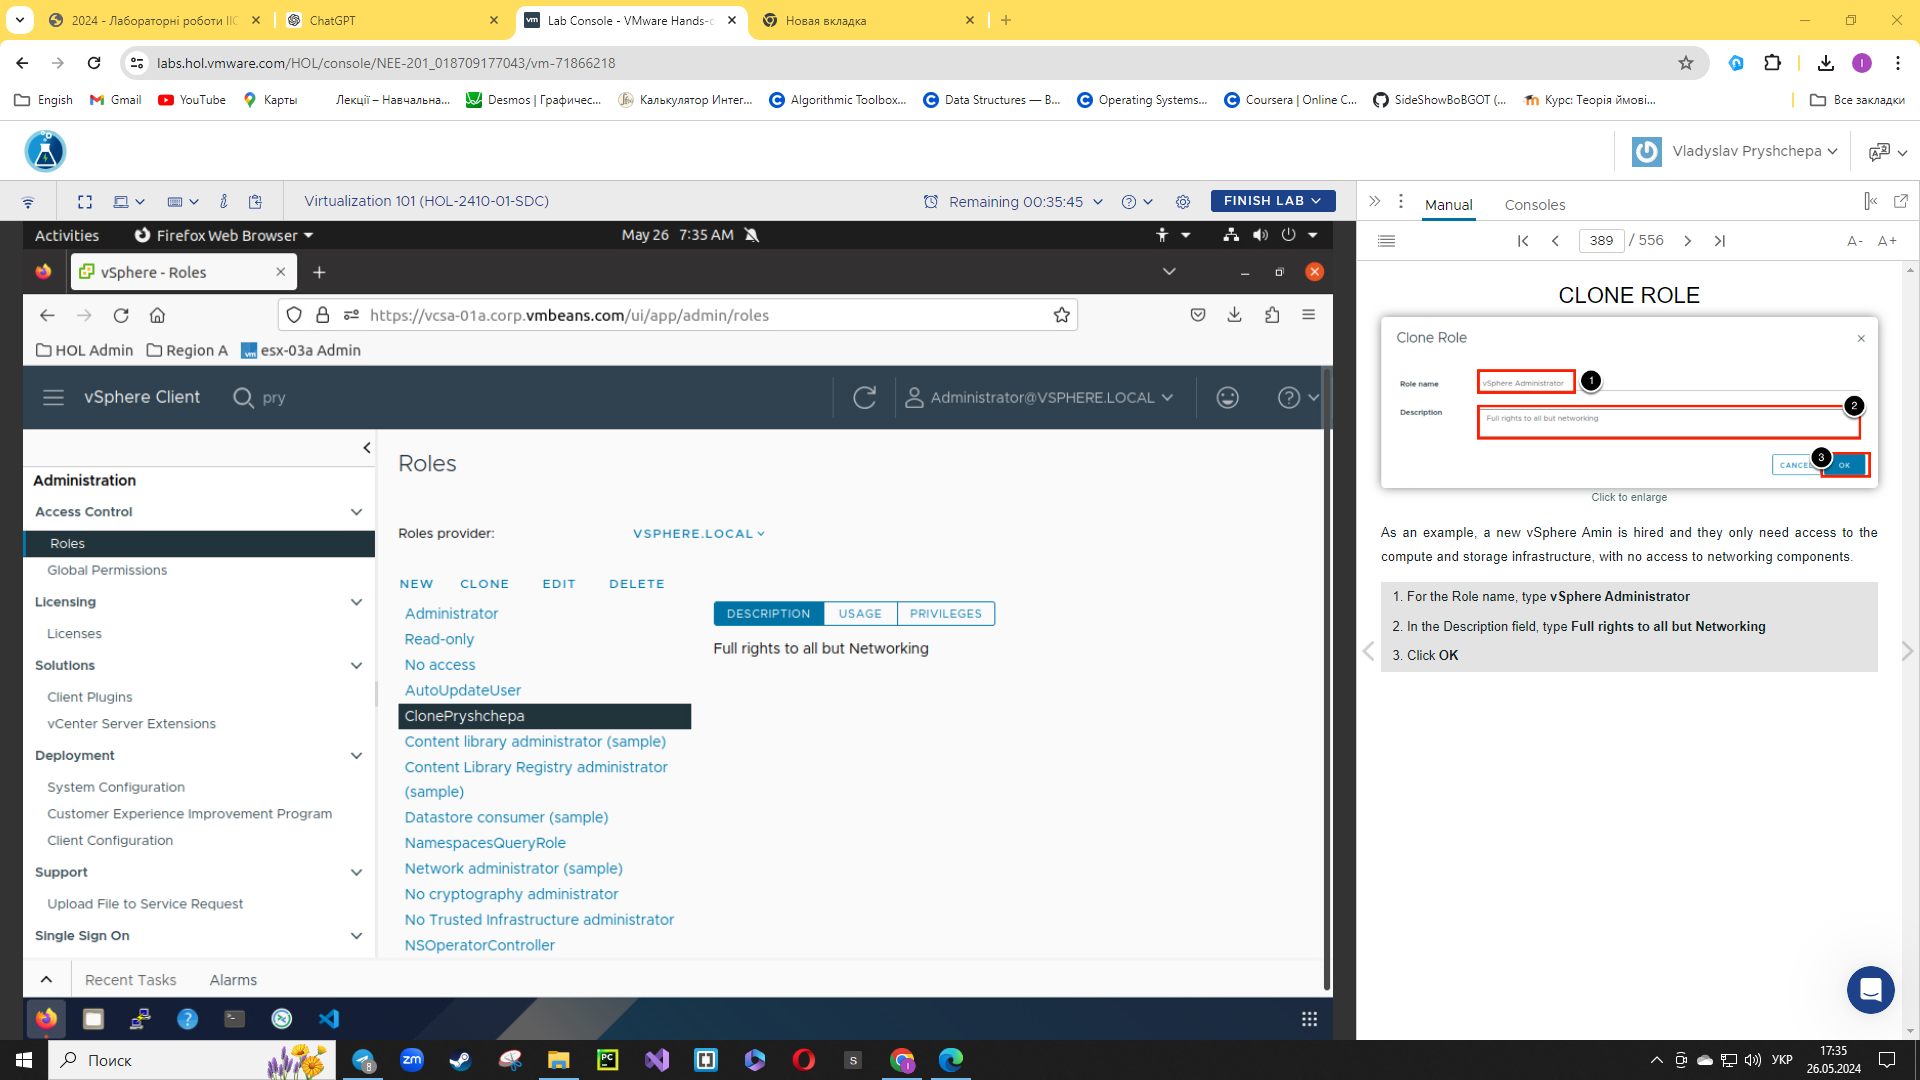 2024 - Лабораторні роботи ІІС
ChatGPT
Lab Console - VMware Hands-o
Новая вкладка
labs.hol.vmware.com/HOL/console/NEE-201_018709177043/vm-71866218
Engish
Gmail
YouTube
Карты
Лекції – Навчальна...
Desmos | Графичес...
Калькулятор Интег...
Algorithmic Toolbox...
Data Structures — B...
Operating Systems...
Coursera | Online C...
SideShowBoBGOT (...
Курс: Теорія ймові...
Все закладки
Vladyslav Pryshchepa
Virtualization 101 (HOL-2410-01-SDC)
Remaining 00:35:45
FINISH LAB
Manual
Consoles
Activities
Firefox Web Browser
May 26 7:35 AM
389 / 556
A- A+
vSphere - Roles
https://vcsa-01a.corp.vmbeans.com/ui/app/admin/roles
HOL Admin
Region A
esx-03a Admin
vSphere Client
pry
Administrator@VSPHERE.LOCAL
Administration
Access Control
Roles
Global Permissions
Licensing
Licenses
Solutions
Client Plugins
vCenter Server Extensions
Deployment
System Configuration
Customer Experience Improvement Program
Client Configuration
Support
Upload File to Service Request
Single Sign On
Roles
Roles provider:
VSPHERE.LOCAL
NEW CLONE EDIT DELETE
Administrator
Read-only
No access
AutoUpdateUser
ClonePryshchepa
Content library administrator (sample)
Content Library Registry administrator
(sample)
Datastore consumer (sample)
NamespacesQueryRole
Network administrator (sample)
No cryptography administrator
No Trusted Infrastructure administrator
NSOperatorController
DESCRIPTION USAGE PRIVILEGES
Full rights to all but Networking
Recent Tasks
Alarms
CLONE ROLE
Clone Role
Role name
vSphere Administrator
1
Description
Full rights to all but networking
2
CANCEL
3
OK
Click to enlarge
As an example, a new vSphere Amin is hired and they only need access to the
compute and storage infrastructure, with no access to networking components.
1. For the Role name, type vSphere Administrator
2. In the Description field, type Full rights to all but Networking
3. Click OK
Поиск
УКР
17:35
26.05.2024